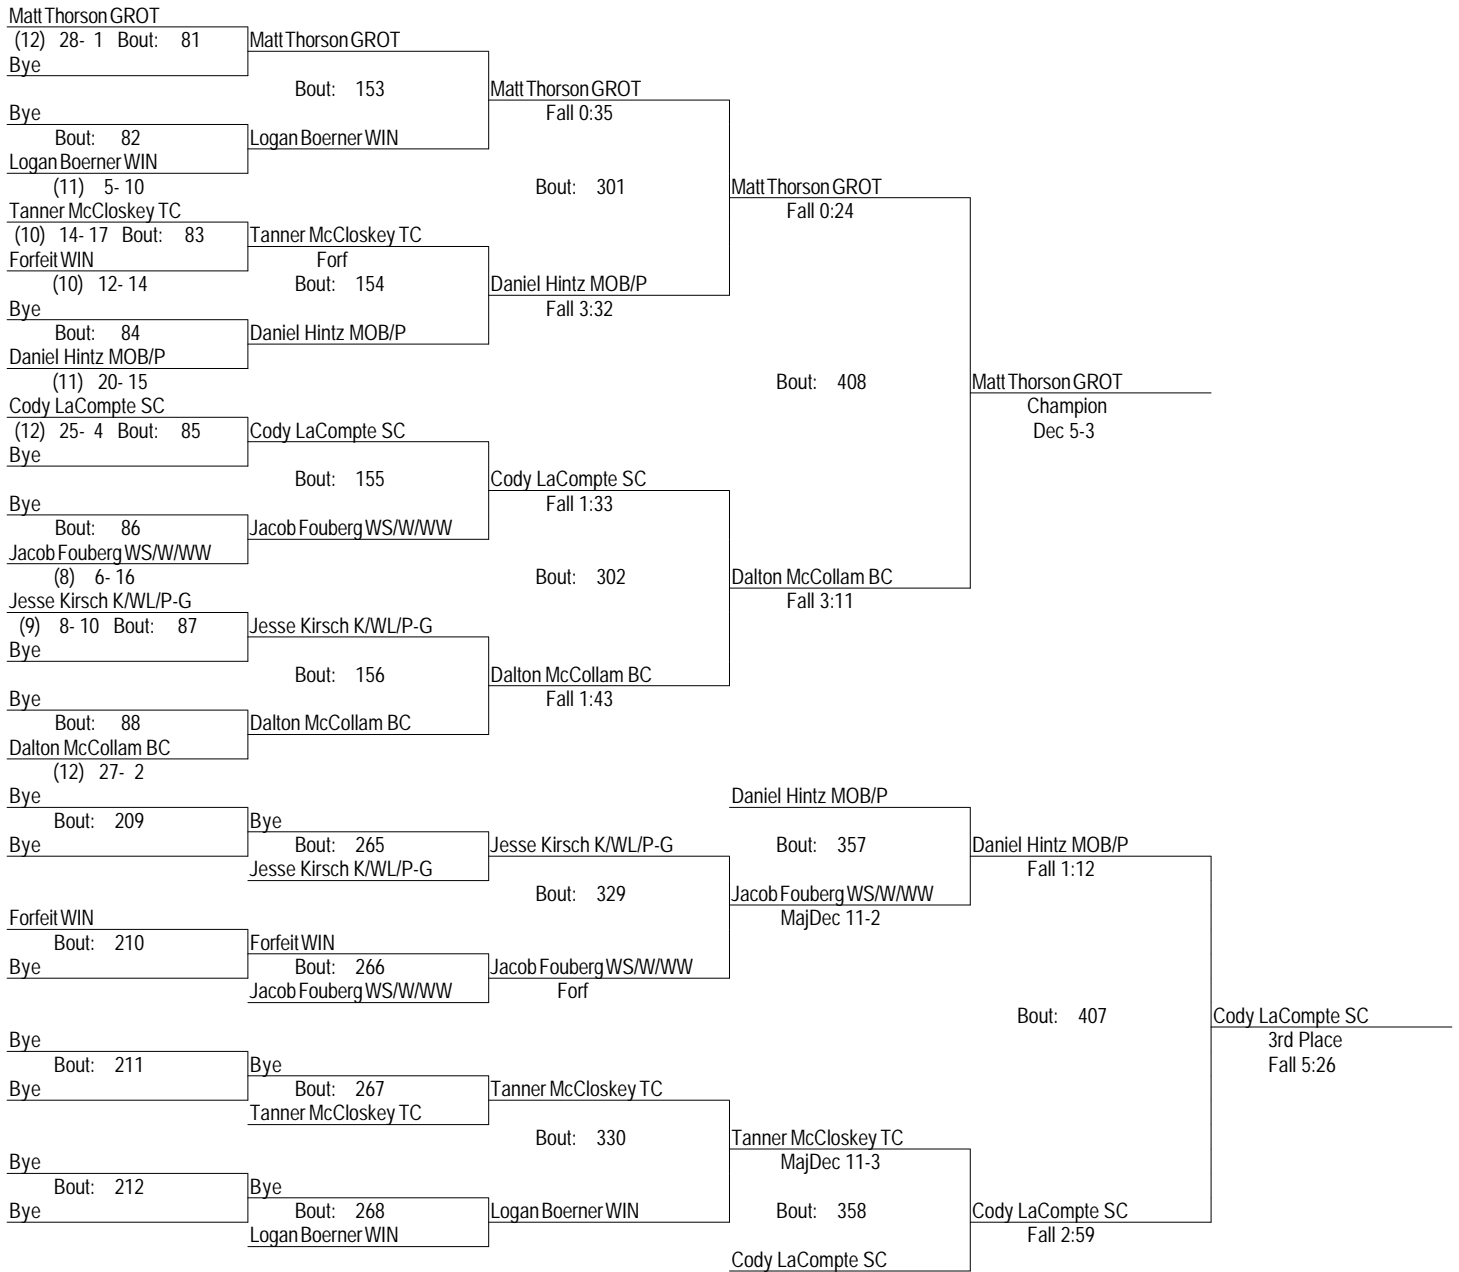 Matt Thorson GROT
(12) 28- 1 Bout: 81
Matt Thorson GROT
Bye
Bout: 153
Matt Thorson GROT
Bye
Fall 0:35
Bout: 82
Logan Boerner WIN
Logan Boerner WIN
(11) 5- 10
Bout: 301
Matt Thorson GROT
Tanner McCloskey TC
Fall 0:24
(10) 14- 17 Bout: 83
Tanner McCloskey TC
Forfeit WIN
Forf
(10) 12- 14
Bout: 154
Daniel Hintz MOB/P
Bye
Fall 3:32
Bout: 84
Daniel Hintz MOB/P
Daniel Hintz MOB/P
(11) 20- 15
Bout: 408
Matt Thorson GROT
Cody LaCompte SC
Champion
(12) 25- 4 Bout: 85
Cody LaCompte SC
Dec 5-3
Bye
Bout: 155
Cody LaCompte SC
Bye
Fall 1:33
Bout: 86
Jacob Fouberg WS/W/WW
Jacob Fouberg WS/W/WW
(8) 6- 16
Bout: 302
Dalton McCollam BC
Jesse Kirsch K/WL/P-G
Fall 3:11
(9) 8- 10 Bout: 87
Jesse Kirsch K/WL/P-G
Bye
Bout: 156
Dalton McCollam BC
Bye
Fall 1:43
Bout: 88
Dalton McCollam BC
Dalton McCollam BC
(12) 27- 2
Bye
Daniel Hintz MOB/P
Bout: 209
Bye
Bye
Bout: 265
Jesse Kirsch K/WL/P-G
Bout: 357
Daniel Hintz MOB/P
Jesse Kirsch K/WL/P-G
Fall 1:12
Bout: 329
Jacob Fouberg WS/W/WW
Forfeit WIN
MajDec 11-2
Bout: 210
Forfeit WIN
Bye
Bout: 266
Jacob Fouberg WS/W/WW
Jacob Fouberg WS/W/WW
Forf
Bout: 407
Cody LaCompte SC
Bye
3rd Place
Bout: 211
Bye
Fall 5:26
Bye
Bout: 267
Tanner McCloskey TC
Tanner McCloskey TC
Bout: 330
Tanner McCloskey TC
Bye
MajDec 11-3
Bout: 212
Bye
Bye
Bout: 268
Logan Boerner WIN
Bout: 358
Cody LaCompte SC
Logan Boerner WIN
Fall 2:59
Cody LaCompte SC